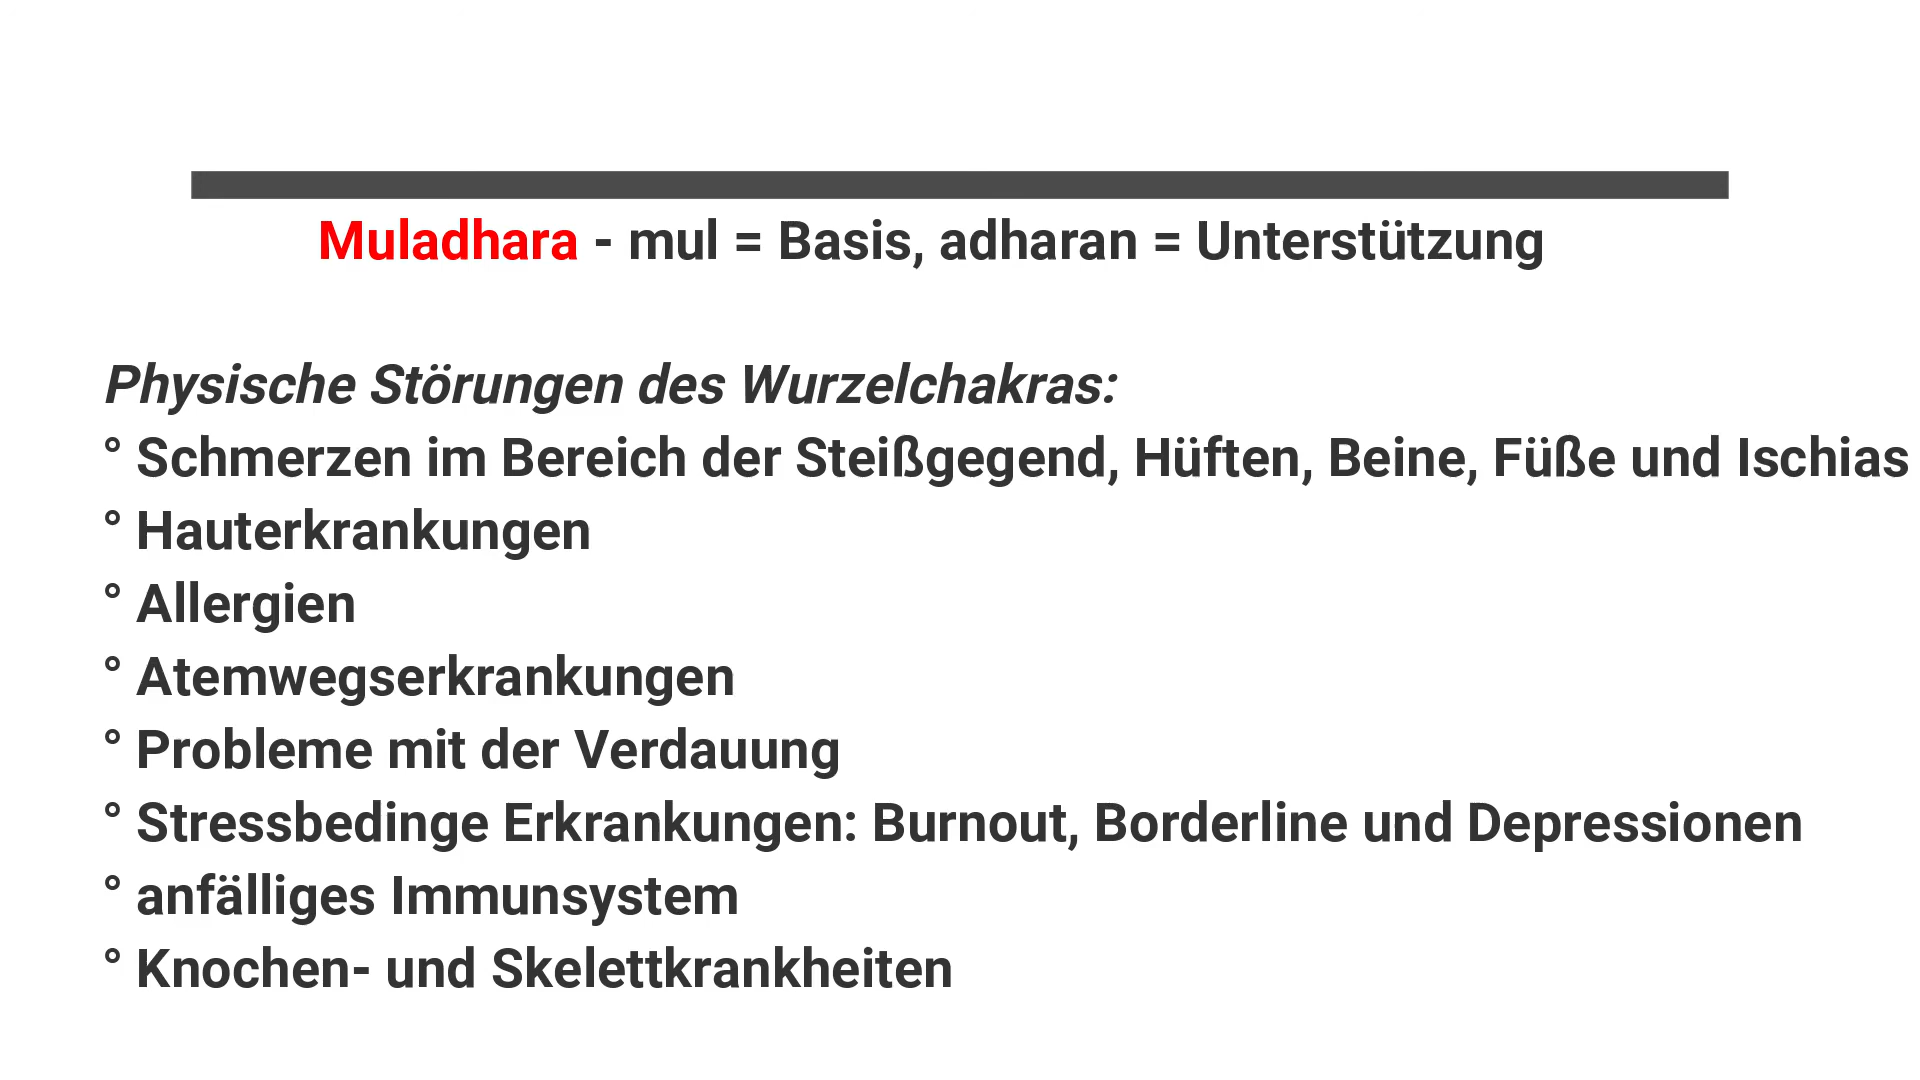 Muladhara - mul = Basis, adharan = Unterstützung
Physische Störungen des Wurzelchakras:
° Schmerzen im Bereich der Steißgegend, Hüften, Beine, Füße und Ischias
° Hauterkrankungen
° Allergien
° Atemwegserkrankungen
° Probleme mit der Verdauung
° Stressbedinge Erkrankungen: Burnout, Borderline und Depressionen
° anfälliges Immunsystem
° Knochen- und Skelettkrankheiten